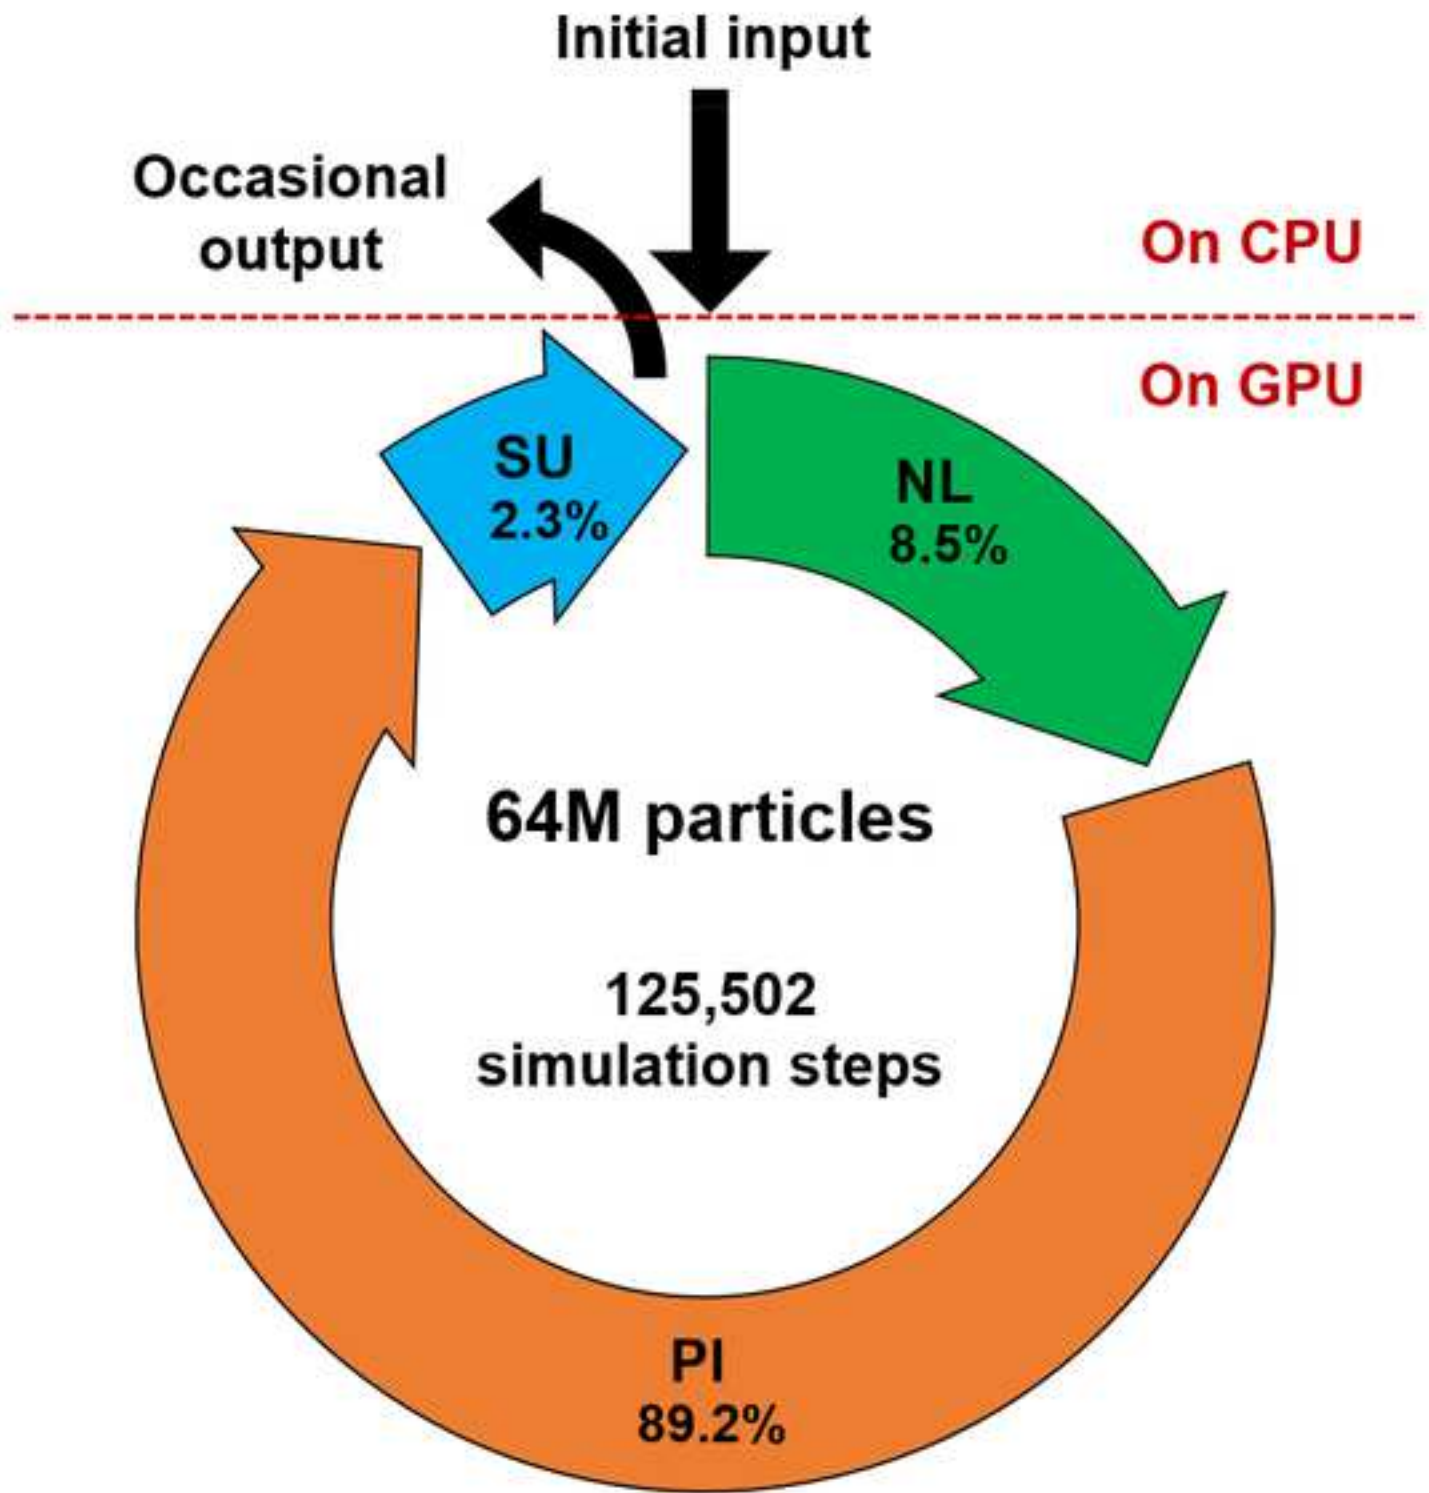 Initial input
Occasional
output
On CPU
On GPU
SU
2.3%
NL
8.5%
64M particles
125,502
simulation steps
PI
89.2%